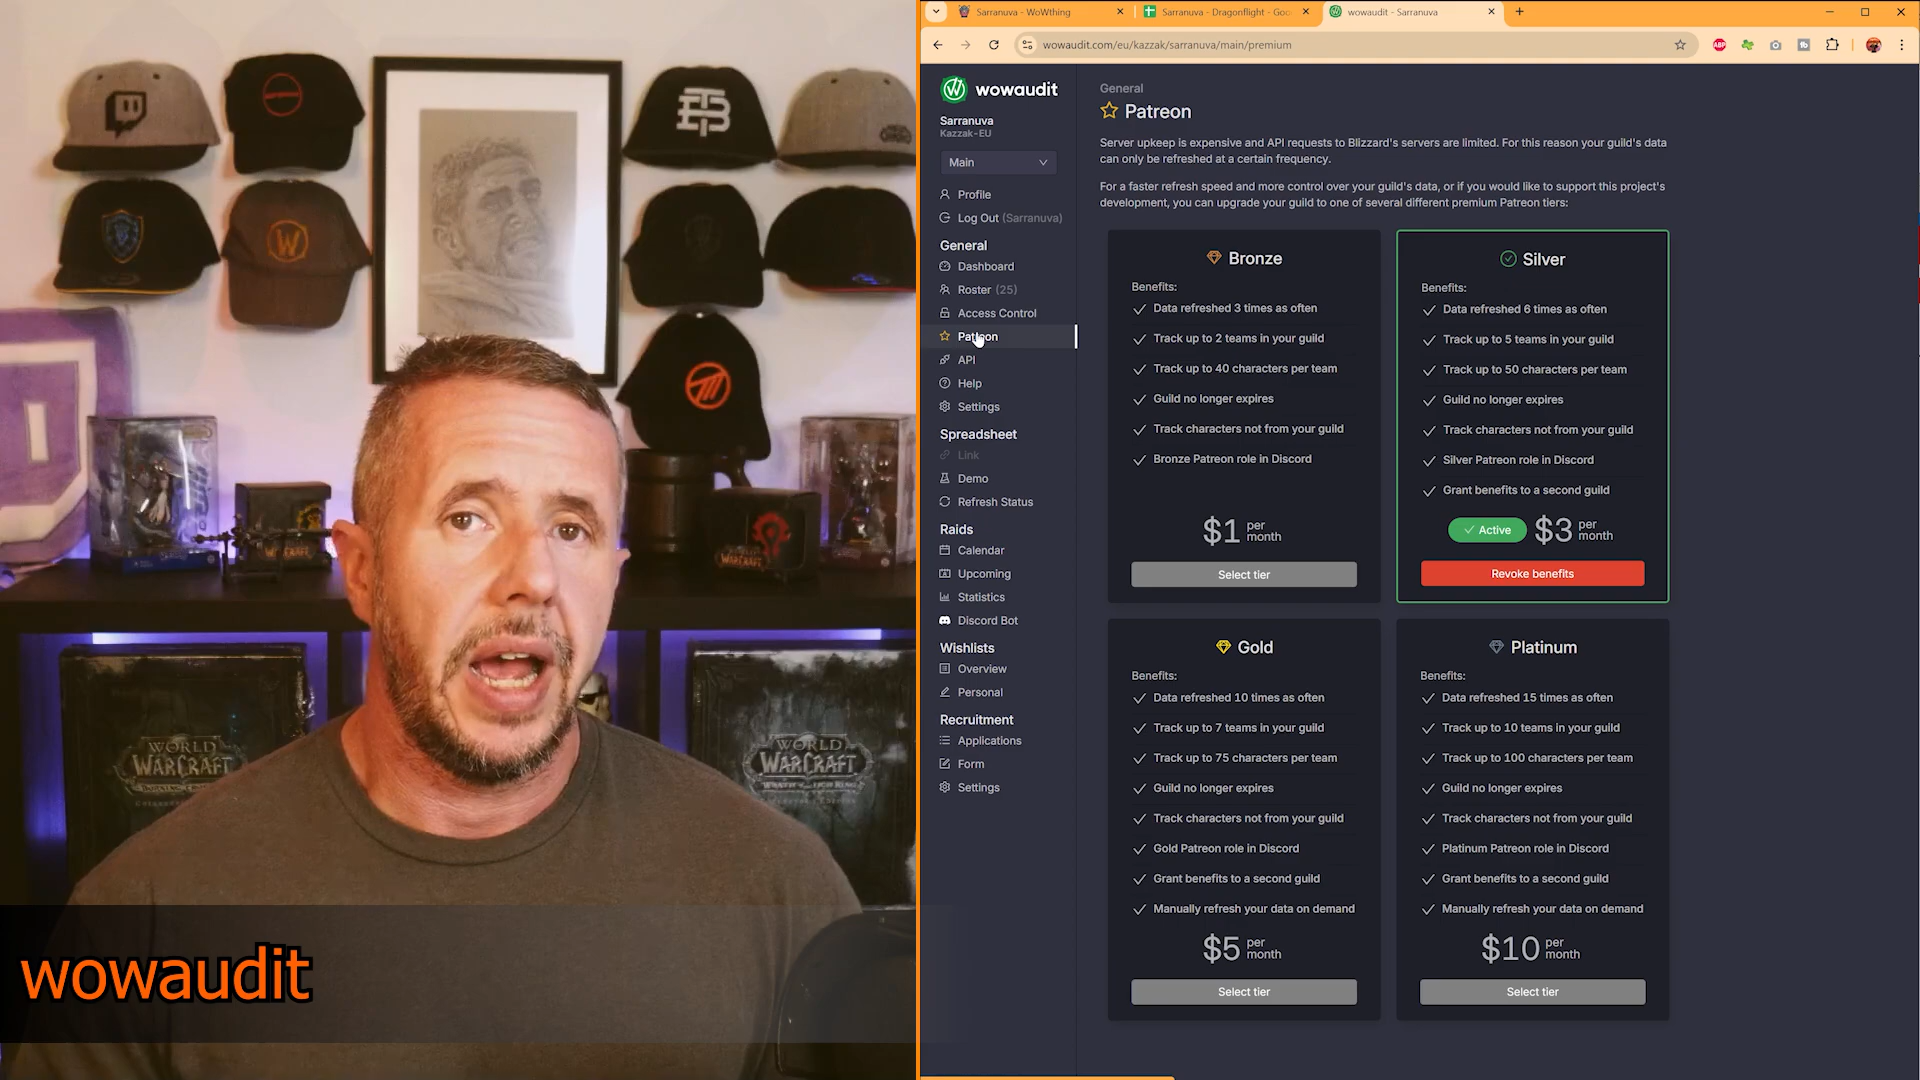 WORLD
WARCRAFT
WORLD
WARCRAFT
WARCRAFT
wowaudit
Sarranuva - WoWthing
Sarranuva - Dragonflight - Goo
wowaudit - Sarranuva
wowaudit.com/eu/kazzak/sarranuva/main/premium
ABP
wowaudit
Sarranuva
Kazzak-EU
Main
Profile
Log Out (Sarranuva)
General
Dashboard
Roster (25)
Access Control
Patreon
API
Help
Settings
Spreadsheet
Link
Demo
Refresh Status
Raids
Calendar
Upcoming
Statistics
Discord Bot
Wishlists
Overview
Personal
Recruitment
Applications
Form
Settings
General
Patreon
Server upkeep is expensive and API requests to Blizzard's servers are limited. For this reason your guild's data
can only be refreshed at a certain frequency.
For a faster refresh speed and more control over your guild's data, or if you would like to support this project's
development, you can upgrade your guild to one of several different premium Patreon tiers:
Bronze
Benefits:
Data refreshed 3 times as often
Track up to 2 teams in your guild
Track up to 40 characters per team
Guild no longer expires
Track characters not from your guild
Bronze Patreon role in Discord
$1 per month
Select tier
Silver
Benefits:
Data refreshed 6 times as often
Track up to 5 teams in your guild
Track up to 50 characters per team
Guild no longer expires
Track characters not from your guild
Silver Patreon role in Discord
Grant benefits to a second guild
Active $3 per month
Revoke benefits
Gold
Benefits:
Data refreshed 10 times as often
Track up to 7 teams in your guild
Track up to 75 characters per team
Guild no longer expires
Track characters not from your guild
Gold Patreon role in Discord
Grant benefits to a second guild
Manually refresh your data on demand
$5 per month
Select tier
Platinum
Benefits:
Data refreshed 15 times as often
Track up to 10 teams in your guild
Track up to 100 characters per team
Guild no longer expires
Track characters not from your guild
Platinum Patreon role in Discord
Grant benefits to a second guild
Manually refresh your data on demand
$10 per month
Select tier